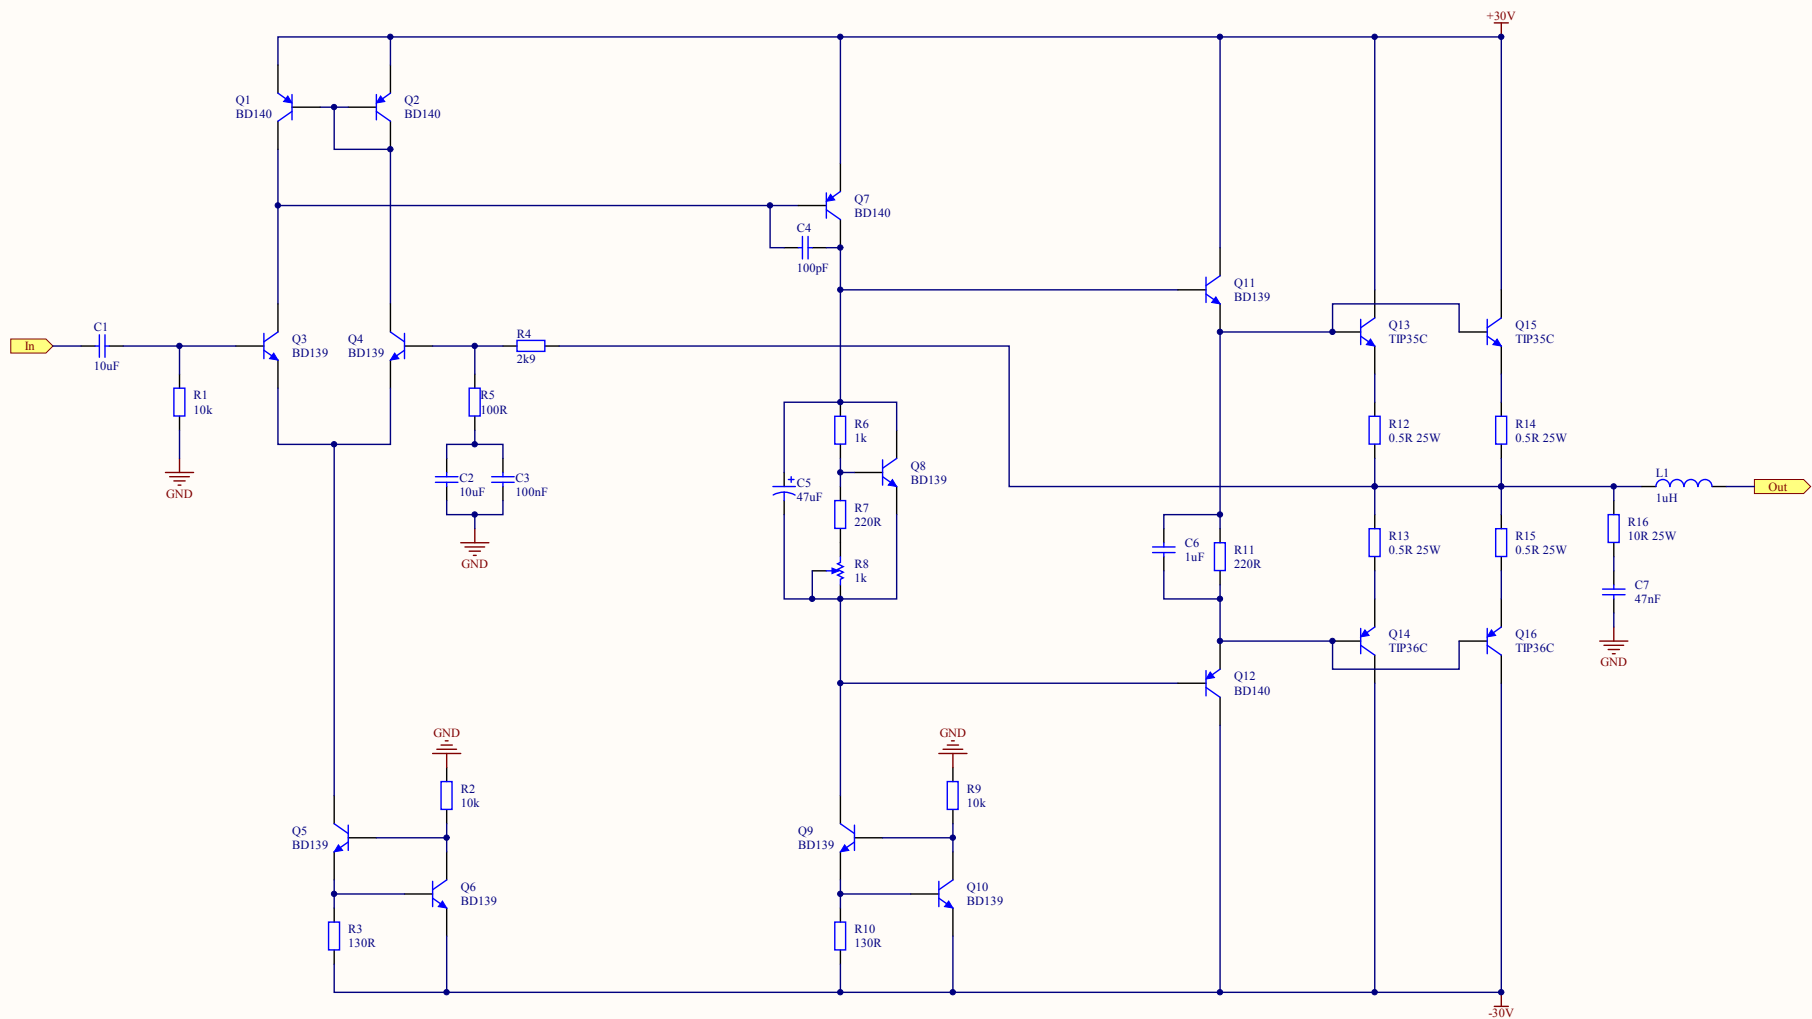 +30V
Q1
BD140
Q2
BD140
Q7
BD140
C4
100pF
Q11
BD139
Q13
TIP35C
Q15
TIP35C
In
C1
10uF
Q3
BD139
Q4
BD139
R4
2k9
R1
10k
GND
R5
100R
C2
10uF
C3
100nF
GND
R6
1k
Q8
BD139
+
C5
47uF
R7
220R
R8
1k
R12
0.5R 25W
R14
0.5R 25W
L1
1uH
Out
C6
1uF
R11
220R
R13
0.5R 25W
R15
0.5R 25W
R16
10R 25W
C7
47nF
GND
Q14
TIP36C
Q16
TIP36C
Q12
BD140
GND
R2
10k
Q5
BD139
Q6
BD139
R3
130R
GND
R9
10k
Q9
BD139
Q10
BD139
R10
130R
-30V